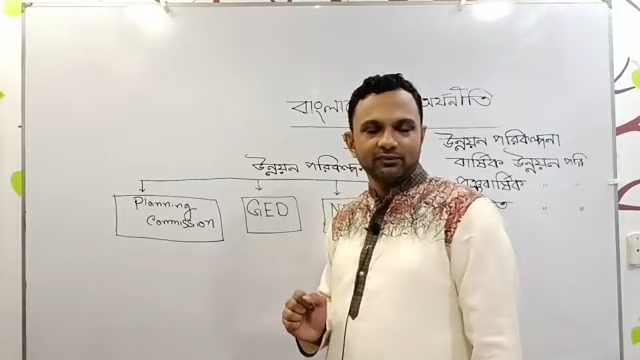 অর্থনীতি
উন্নয়ন পরিকল্পনা
বার্ষিক উন্নয়ন পরি
পঞ্চবার্ষিক " "
" "
উন্নয়ন পরিকল্পনা
Planning
Commission
GED